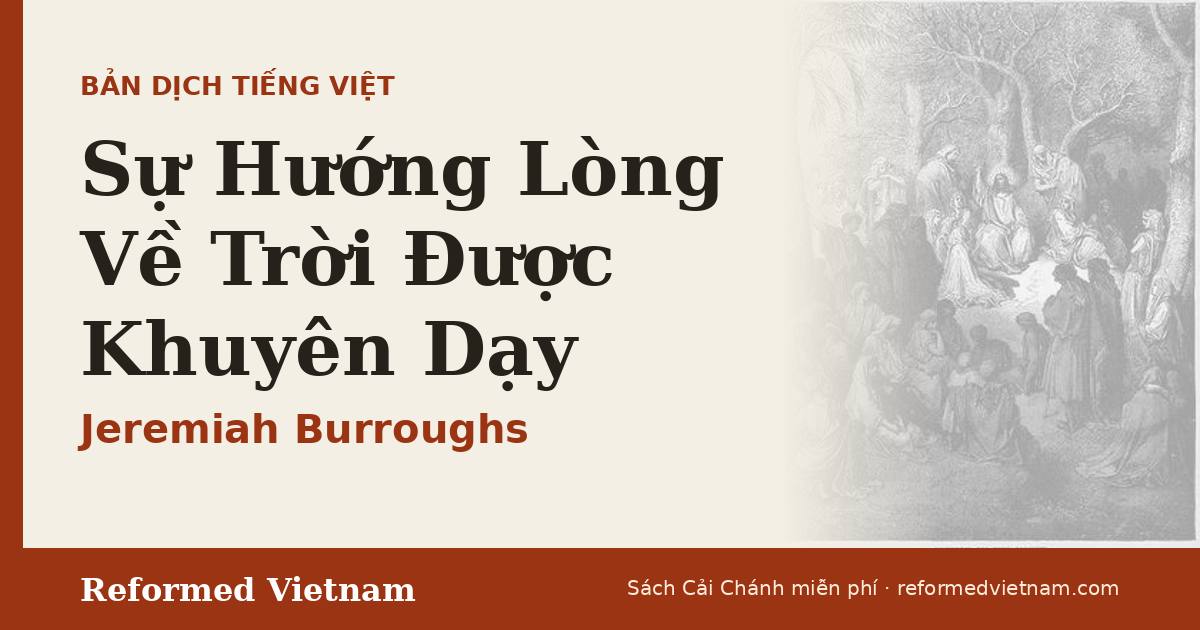 BẢN DỊCH TIẾNG VIỆT
Sự Hướng Lòng
Về Trời Được
Khuyên Dạy
Jeremiah Burroughs
Reformed Vietnam
Sách Cải Chánh miễn phí · reformedvietnam.com